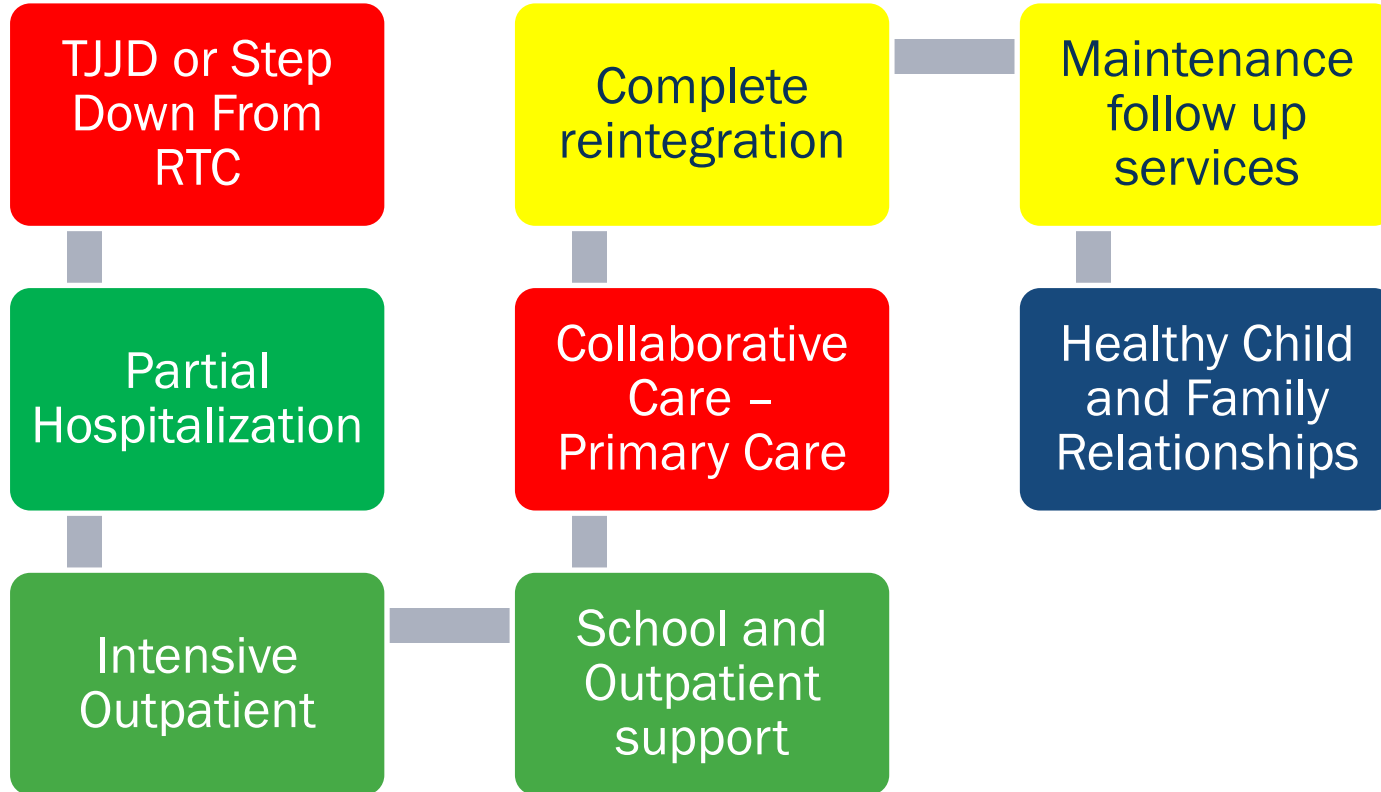 TJJD or Step
Down From
RTC
Partial
Hospitalization
Intensive
Outpatient
School and
Outpatient
support
Collaborative
Care –
Primary Care
Complete
reintegration
Maintenance
follow up
services
Healthy Child
and Family
Relationships